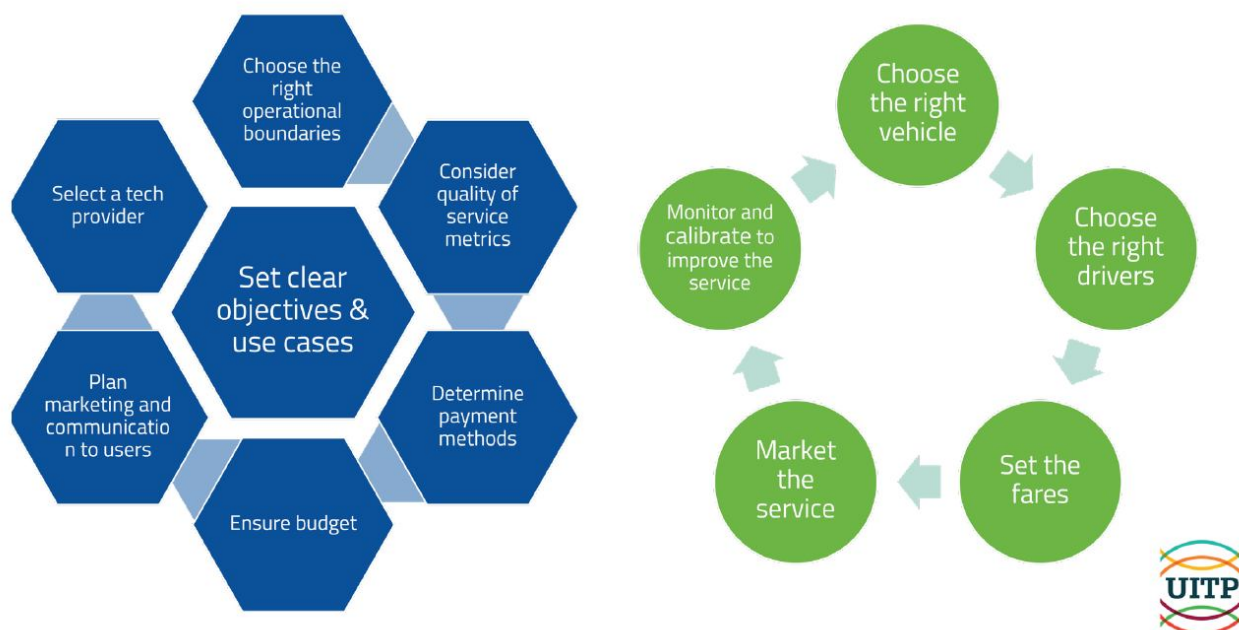 Choose the
right
operational
boundaries
Consider
quality of
service
metrics
Determine
payment
methods
Ensure budget
Plan
marketing and
communicatio
n to users
Select a tech
provider
Set clear
objectives &
use cases
Choose
the right
vehicle
Choose
the right
drivers
Set the
fares
Market
the
service
Monitor and
calibrate to
improve the
service
UITP